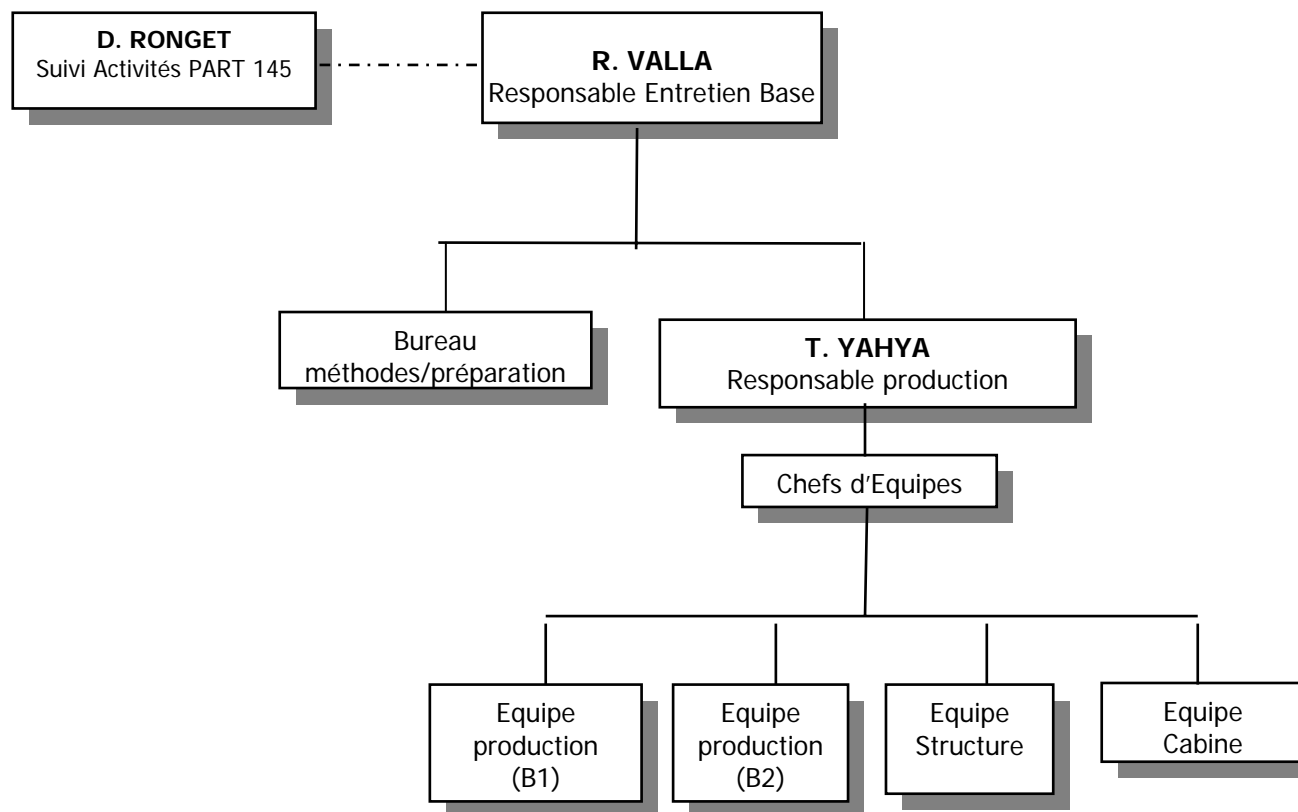 D. RONGET
Suivi Activités PART 145
R. VALLA
Responsable Entretien Base
Bureau
méthodes/préparation
T. YAHYA
Responsable production
Chefs d'Equipes
Equipe
production
(B1)
Equipe
production
(B2)
Equipe
Structure
Equipe
Cabine